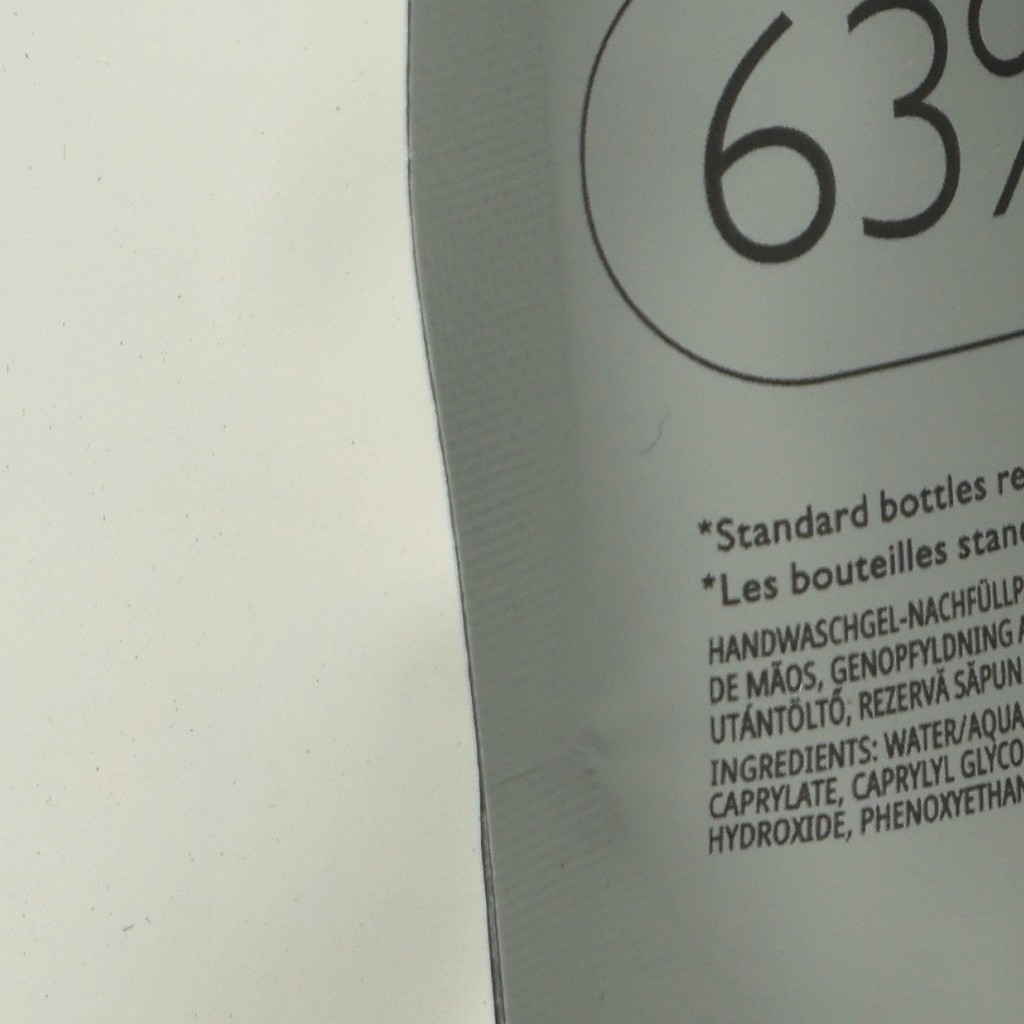 63%
*Standard bottles re
*Les bouteilles stand
HANDWASCHGEL-NACHFÜLLP
DE MÃOS, GENOPFYLDNING A
UTÁNTÖLTŐ, REZERVĂ SĂPUN
INGREDIENTS: WATER/AQUA
CAPRYLATE, CAPRYLYL GLYCO
HYDROXIDE, PHENOXYETHAN